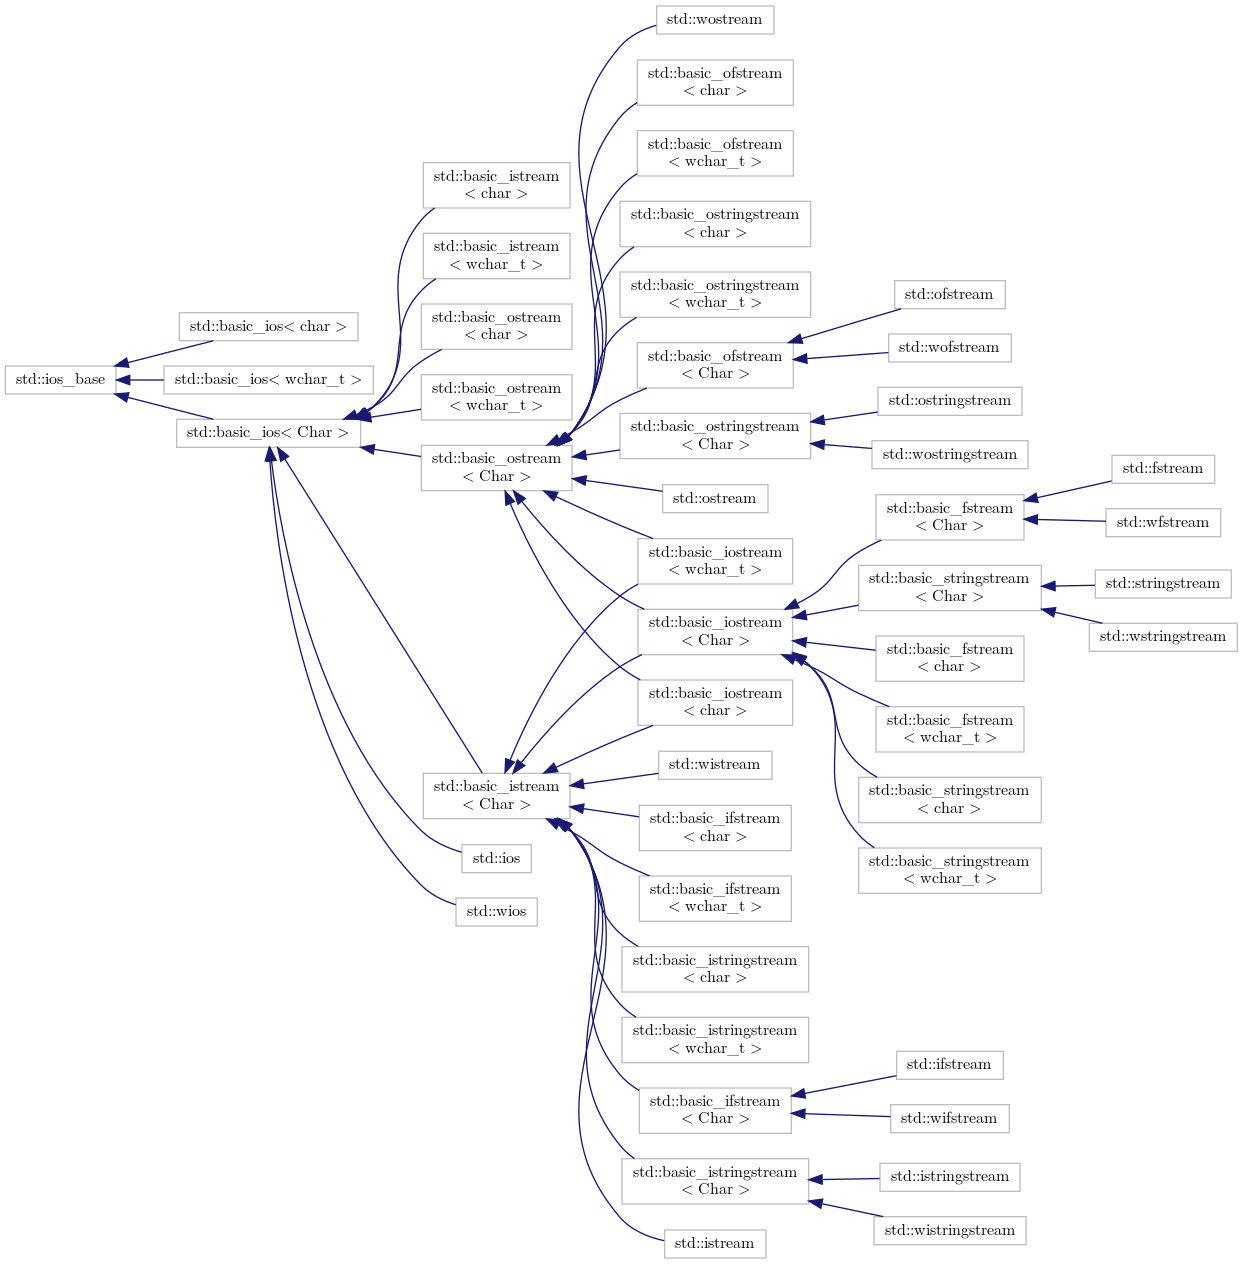 std::ios_base
std::basic_ios< char >
std::basic_ios< wchar_t >
std::basic_ios< Char >
std::basic_istream
< char >
std::basic_istream
< wchar_t >
std::basic_ostream
< char >
std::basic_ostream
< wchar_t >
std::basic_ostream
< Char >
std::basic_istream
< Char >
std::ios
std::wios
std::wostream
std::basic_ofstream
< char >
std::basic_ofstream
< wchar_t >
std::basic_ostringstream
< char >
std::basic_ostringstream
< wchar_t >
std::basic_ofstream
< Char >
std::basic_ostringstream
< Char >
std::ostream
std::basic_iostream
< wchar_t >
std::basic_iostream
< Char >
std::basic_iostream
< char >
std::wistream
std::basic_ifstream
< char >
std::basic_ifstream
< wchar_t >
std::basic_istringstream
< char >
std::basic_istringstream
< wchar_t >
std::basic_ifstream
< Char >
std::basic_istringstream
< Char >
std::istream
std::ofstream
std::wofstream
std::ostringstream
std::wostringstream
std::basic_fstream
< Char >
std::basic_stringstream
< Char >
std::basic_fstream
< char >
std::basic_fstream
< wchar_t >
std::basic_stringstream
< char >
std::basic_stringstream
< wchar_t >
std::ifstream
std::wifstream
std::istringstream
std::wistringstream
std::fstream
std::wfstream
std::stringstream
std::wstringstream